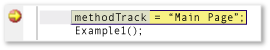 methodTrack = “Main Page”;
Example1();